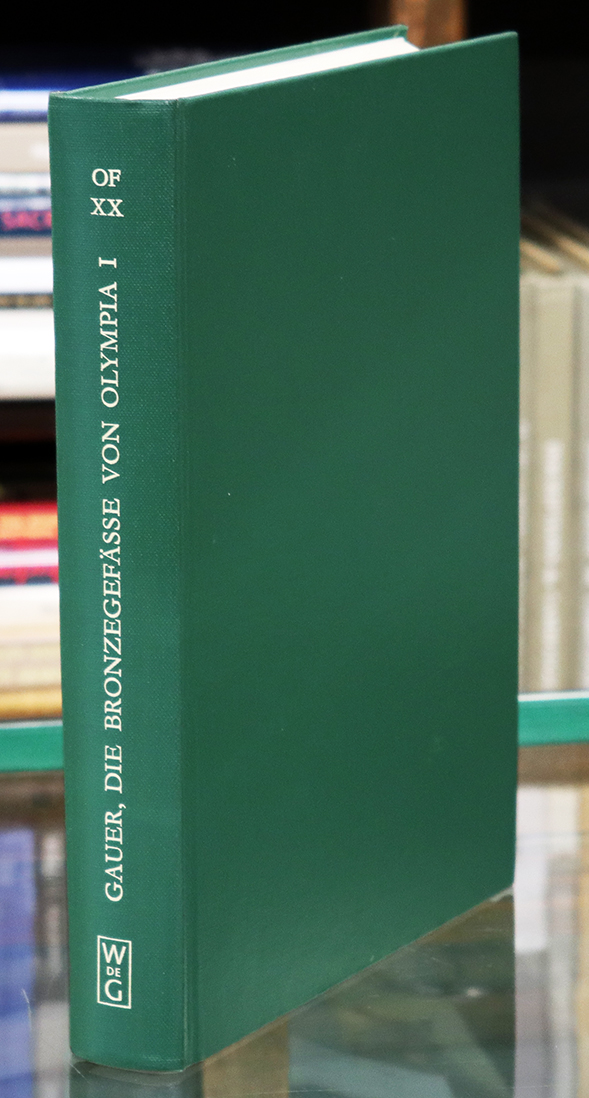 OF
XX
GAUER, DIE BRONZEGEFÄSSE VON OLYMPIA I
W
DE
G